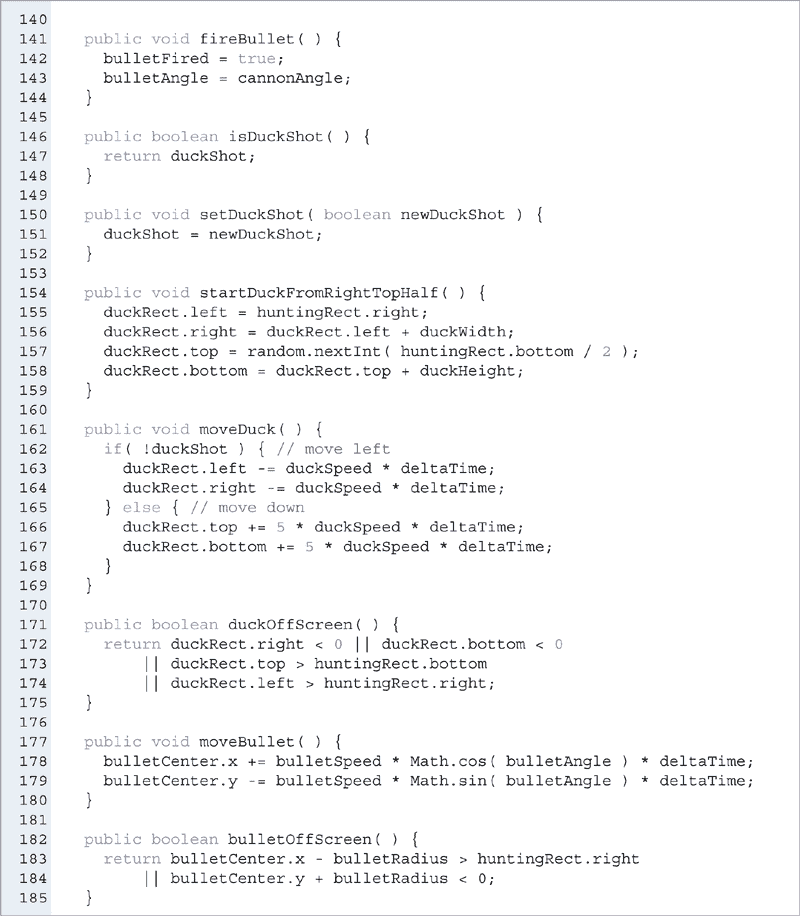 140
141 public void fireBullet( ) {
142 bulletFired = true;
143 bulletAngle = cannonAngle;
144 }
145
146 public boolean isDuckShot( ) {
147 return duckShot;
148 }
149
150 public void setDuckShot( boolean newDuckShot ) {
151 duckShot = newDuckShot;
152 }
153
154 public void startDuckFromRightTopHalf( ) {
155 duckRect.left = huntingRect.right;
156 duckRect.right = duckRect.left + duckWidth;
157 duckRect.top = random.nextInt( huntingRect.bottom / 2 );
158 duckRect.bottom = duckRect.top + duckHeight;
159 }
160
161 public void moveDuck( ) {
162 if( !duckShot ) { // move left
163 duckRect.left -= duckSpeed * deltaTime;
164 duckRect.right -= duckSpeed * deltaTime;
165 } else { // move down
166 duckRect.top += 5 * duckSpeed * deltaTime;
167 duckRect.bottom += 5 * duckSpeed * deltaTime;
168 }
169 }
170
171 public boolean duckOffScreen( ) {
172 return duckRect.right < 0 || duckRect.bottom < 0
173 || duckRect.top > huntingRect.bottom
174 || duckRect.left > huntingRect.right;
175 }
176
177 public void moveBullet( ) {
178 bulletCenter.x += bulletSpeed * Math.cos( bulletAngle ) * deltaTime;
179 bulletCenter.y -= bulletSpeed * Math.sin( bulletAngle ) * deltaTime;
180 }
181
182 public boolean bulletOffScreen( ) {
183 return bulletCenter.x - bulletRadius > huntingRect.right
184 || bulletCenter.y + bulletRadius < 0;
185 }